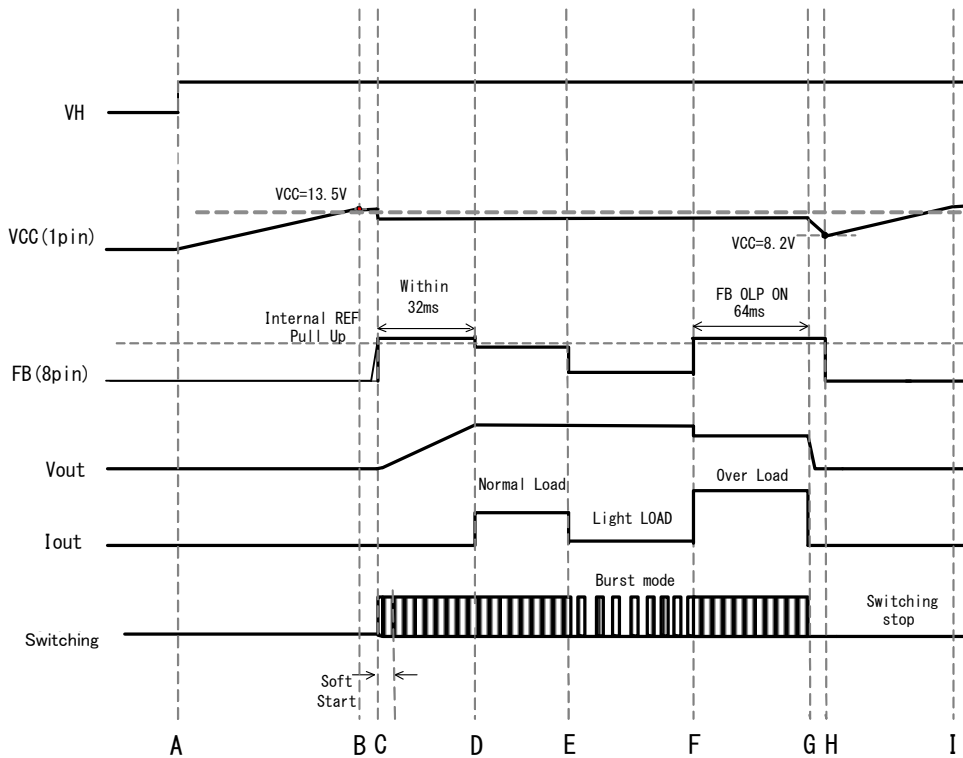 VH
VCC=13.5V
VCC(1pin)
VCC=8.2V
Within
32ms
FB OLP ON
64ms
Internal REF
Pull Up
FB(8pin)
Vout
Normal Load
Over Load
Iout
Light LOAD
Burst mode
Switching
Switching
stop
Soft
Start
A B C D E F G H I